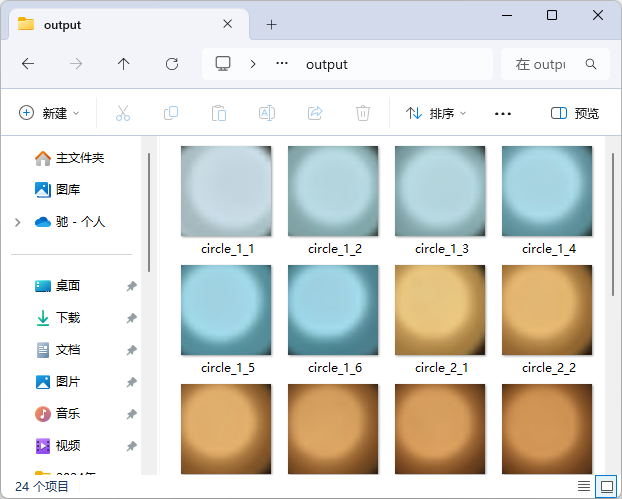 output
output
在 outpu
新建
排序
预览
主文件夹
图库
驰 - 个人
桌面
下载
文档
图片
音乐
视频
circle_1_1
circle_1_2
circle_1_3
circle_1_4
circle_1_5
circle_1_6
circle_2_1
circle_2_2
24 个项目